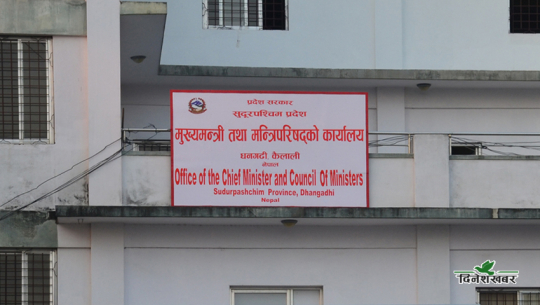 प्रदेश सरकार
सुदूरपश्चिम प्रदेश
मुख्यमन्त्री तथा मन्त्रिपरिषद्को कार्यालय
धनगढी, कैलाली
नेपाल
Office of the Chief Minister and Council Of Ministers
Sudurpashchim Province, Dhangadhi
Nepal
दिनेशखबर